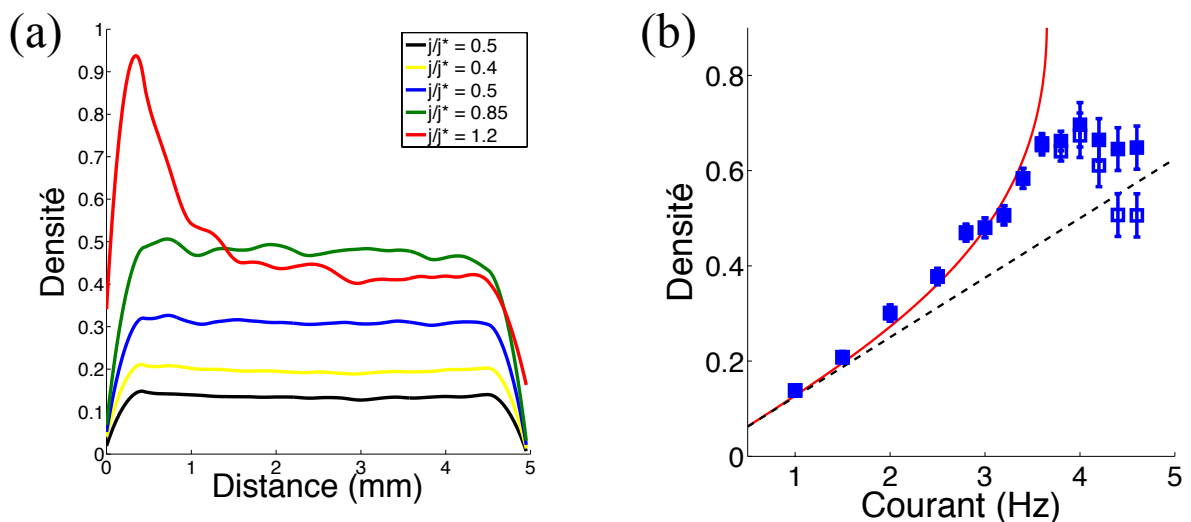 (a)
Densité
1
0.9
0.8
0.7
0.6
0.5
0.4
0.3
0.2
0.1
0
0 1 2 3 4 5
Distance (mm)
j/j* = 0.5
j/j* = 0.4
j/j* = 0.5
j/j* = 0.85
j/j* = 1.2
(b)
Densité
0.8
0.6
0.4
0.2
0
1 2 3 4 5
Courant (Hz)